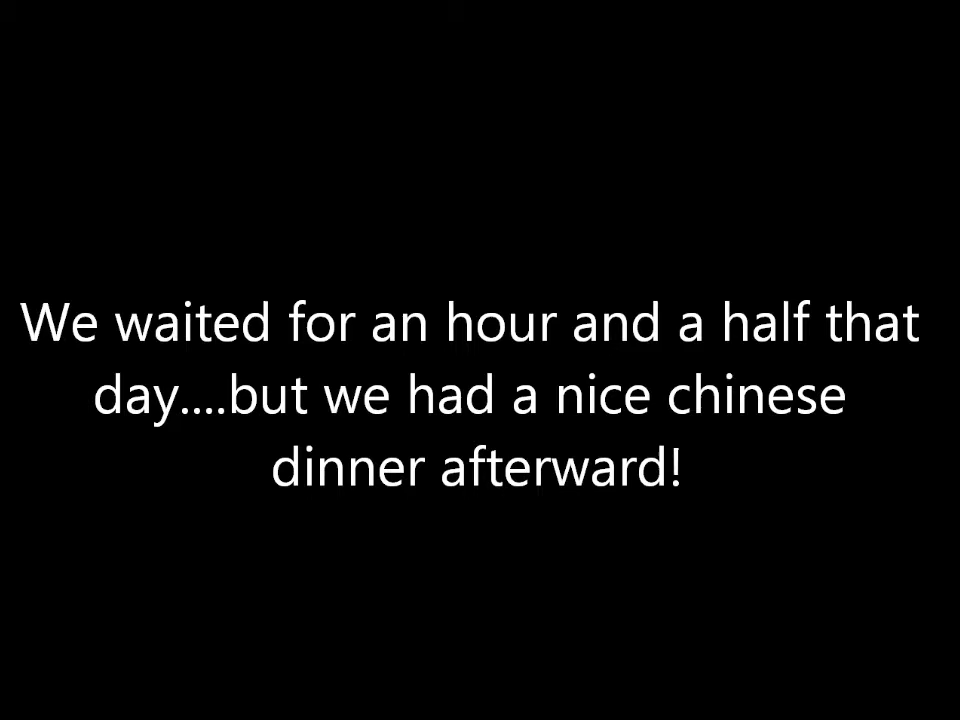 We waited for an hour and a half that
day....but we had a nice chinese
dinner afterward!